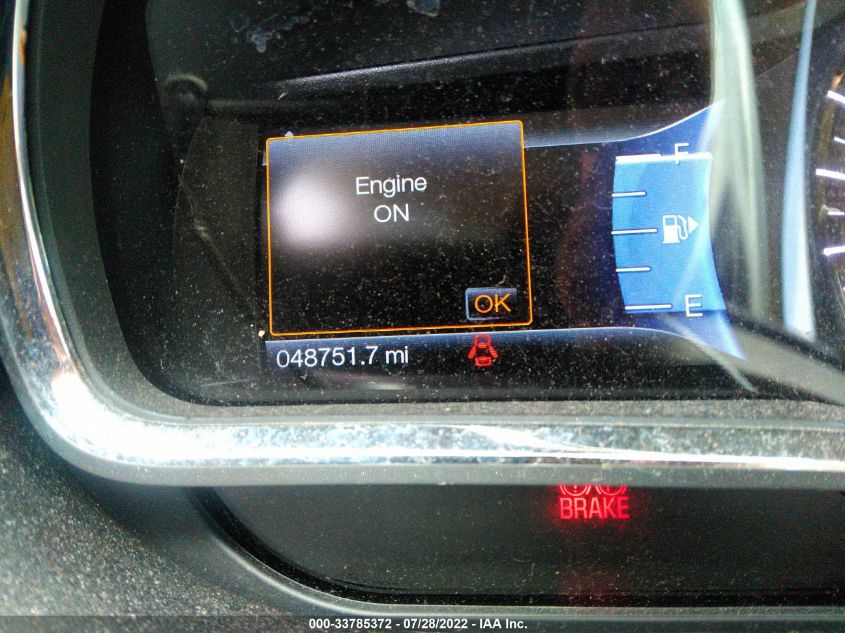 Engine
ON
F
OK
E
048751.7 mi
BRAKE
000-33785372 - 07/28/2022 - IAA Inc.